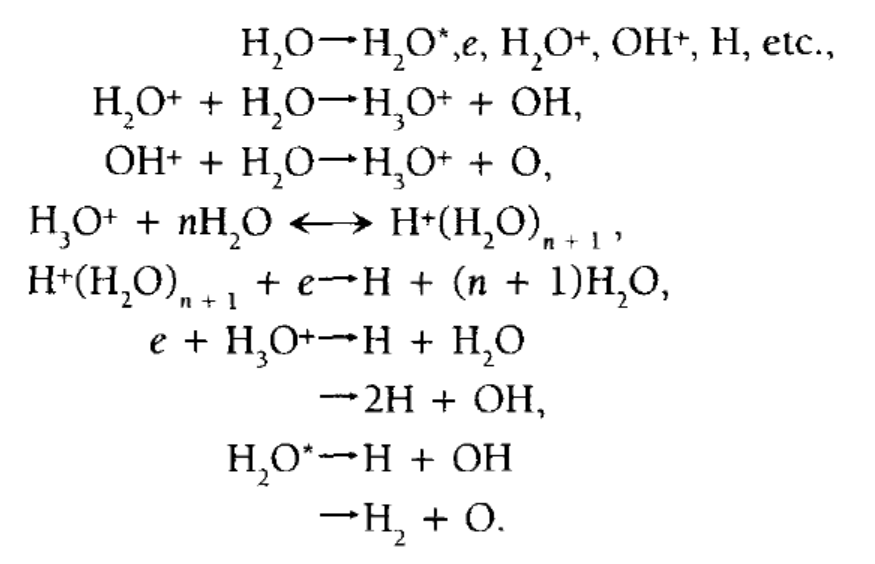 H₂O→H₂O*,e, H₂O⁺, OH⁺, H, etc.,
H₂O⁺ + H₂O→H₃O⁺ + OH,
OH⁺ + H₂O→H₃O⁺ + O,
H₃O⁺ + nH₂O ⟷ H⁺(H₂O)ₙ ₊ ₁,
H⁺(H₂O)ₙ ₊ ₁ + e→H + (n + 1)H₂O,
e + H₃O⁺→H + H₂O
→2H + OH,
H₂O*→H + OH
→H₂ + O.